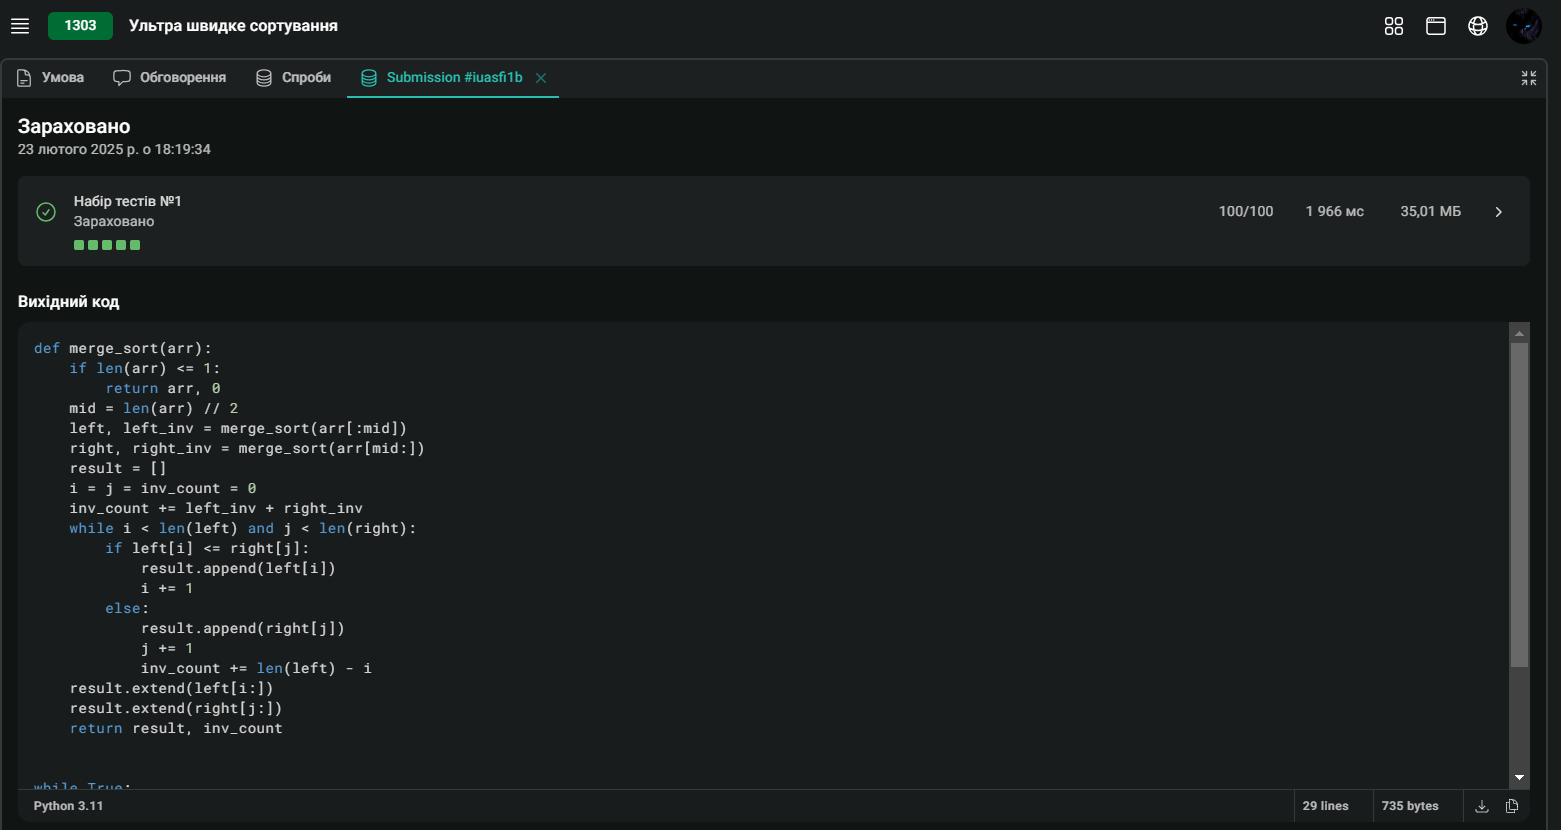 1303 Ультра швидке сортування
Умова Обговорення Спроби Submission #iuasfi1b
Зараховано
23 лютого 2025 р. о 18:19:34
Набір тестів №1
Зараховано
100/100 1 966 мс 35,01 МБ
Вихідний код
def merge_sort(arr):
    if len(arr) <= 1:
        return arr, 0
    mid = len(arr) // 2
    left, left_inv = merge_sort(arr[:mid])
    right, right_inv = merge_sort(arr[mid:])
    result = []
    i = j = inv_count = 0
    inv_count += left_inv + right_inv
    while i < len(left) and j < len(right):
        if left[i] <= right[j]:
            result.append(left[i])
            i += 1
        else:
            result.append(right[j])
            j += 1
            inv_count += len(left) - i
    result.extend(left[i:])
    result.extend(right[j:])
    return result, inv_count
while True:
Python 3.11 29 lines 735 bytes